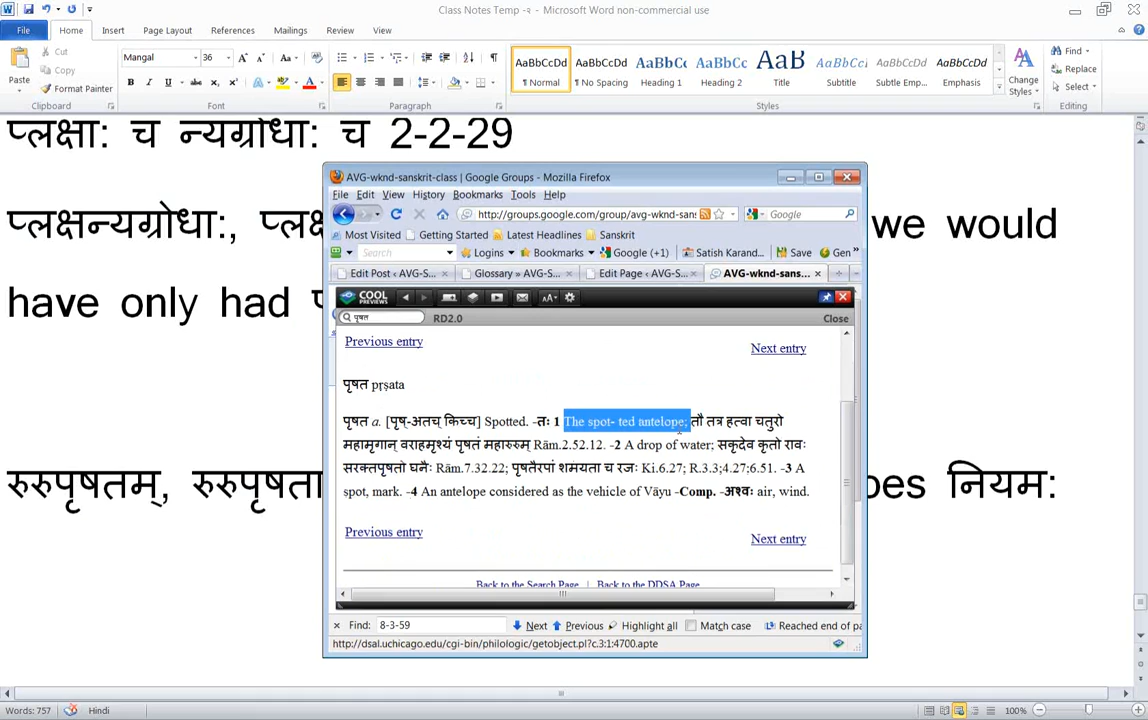 Class Notes Temp -२ - Microsoft Word non-commercial use
File Home Insert Page Layout References Mailings Review View
Paste Cut Copy Format Painter
Mangal 36
AaBbCcDd AaBbCcDd AaBbCc AaBbCc AaB AaBbCcDd AaBbCcDd AaBbCcDd
¶ Normal ¶ No Spacing Heading 1 Heading 2 Title Subtitle Subtle Emp... Emphasis
Change Styles Find Replace Select
Clipboard Font Paragraph Styles Editing
प्लक्षा: च न्यग्रोधा: च 2-2-29
प्लक्षन्यग्रोधा:, we would
have only had
रुरुपृषतम्, नियम:
AVG-wknd-sanskrit-class | Google Groups - Mozilla Firefox
File Edit View History Bookmarks Tools Help
http://groups.google.com/group/avg-wknd-sans Google
Most Visited Getting Started Latest Headlines Sanskrit
Search Logins Bookmarks Google (+1) Satish Karand... Save Gen »
Edit Post ‹ AVG-S... Glossary » AVG-S... Edit Page ‹ AVG-S... AVG-wknd-sans...
COOL PREVIEWS
पृषत RD2.0 Close
Previous entry Next entry
पृषत pṛṣata
पृषत a. [पृष्-अतच् किच्च] Spotted. -तः 1 The spot- ted antelope; तौ तत्र हत्वा चतुरो
महामृगान् वराहमृश्यं पृषतं महारुरुम् Rām.2.52.12. -2 A drop of water; सकृदेव कृतो रावः
सरक्तपृषतो घनैः Rām.7.32.22; पृषतैरपां शमयता च रजः Ki.6.27; R.3.3;4.27;6.51. -3 A
spot, mark. -4 An antelope considered as the vehicle of Vāyu -Comp. -अश्वः air, wind.
Previous entry Next entry
Back to the Search Page | Back to the DDSA Page
Find: 8-3-59 Next Previous Highlight all Match case Reached end of pa
http://dsal.uchicago.edu/cgi-bin/philologic/getobject.pl?c.3:1:4700.apte
Words: 757 Hindi 100%